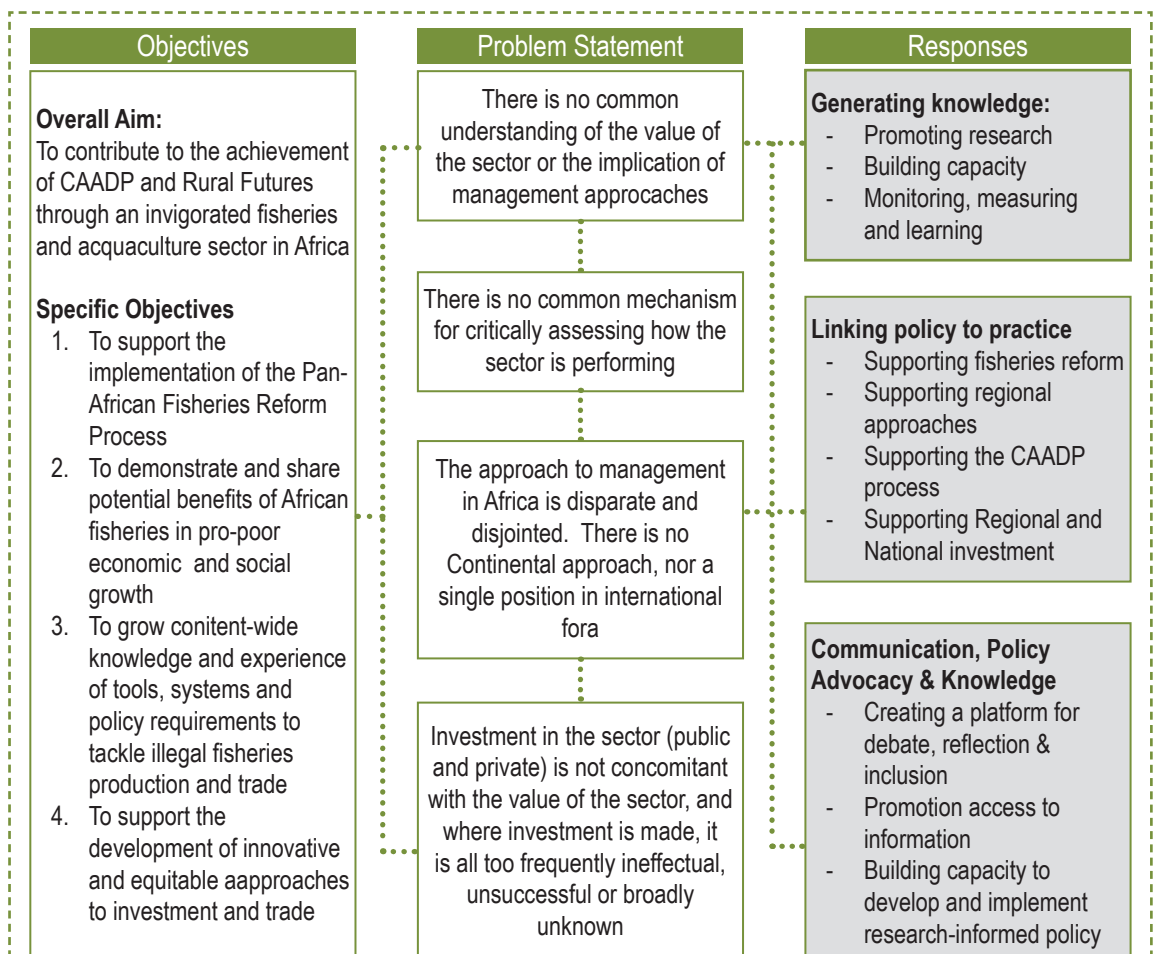 Objectives
Overall Aim:
To contribute to the achievement
of CAADP and Rural Futures
through an invigorated fisheries
and acquaculture sector in Africa
Specific Objectives
1. To support the
implementation of the Pan-
African Fisheries Reform
Process
2. To demonstrate and share
potential benefits of African
fisheries in pro-poor
economic and social
growth
3. To grow conitent-wide
knowledge and experience
of tools, systems and
policy requirements to
tackle illegal fisheries
production and trade
4. To support the
development of innovative
and equitable aapproaches
to investment and trade
Problem Statement
There is no common
understanding of the value of
the sector or the implication of
management approcaches
There is no common mechanism
for critically assessing how the
sector is performing
The approach to management
in Africa is disparate and
disjointed. There is no
Continental approach, nor a
single position in international
fora
Investment in the sector (public
and private) is not concomitant
with the value of the sector, and
where investment is made, it
is all too frequently ineffectual,
unsuccessful or broadly
unknown
Responses
Generating knowledge:
- Promoting research
- Building capacity
- Monitoring, measuring
and learning
Linking policy to practice
- Supporting fisheries reform
- Supporting regional
approaches
- Supporting the CAADP
process
- Supporting Regional and
National investment
Communication, Policy
Advocacy & Knowledge
- Creating a platform for
debate, reflection &
inclusion
- Promotion access to
information
- Building capacity to
develop and implement
research-informed policy